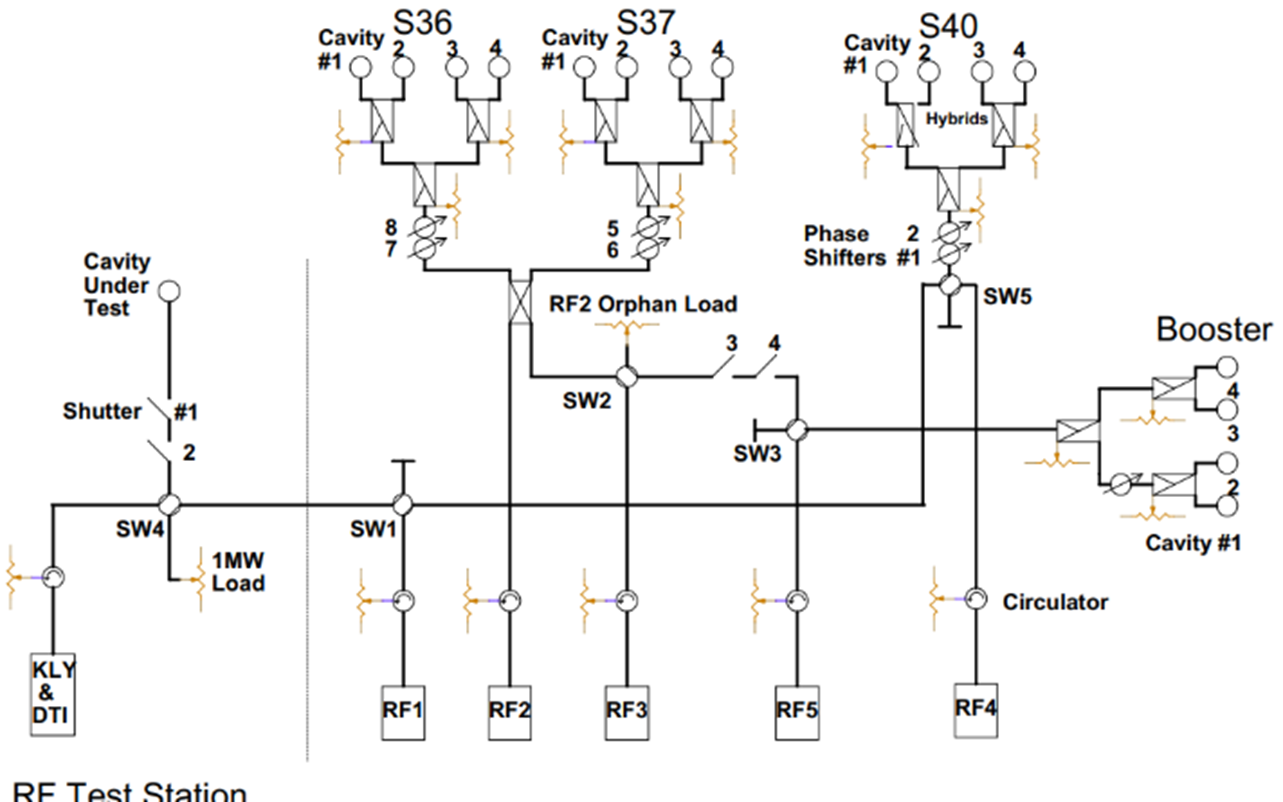 S36
S37
S40
Cavity
#1
2
3
4
Cavity
#1
2
3
4
Cavity
#1
2
3
4
Hybrids
8
7
5
6
Phase
Shifters
2
#1
SW5
Cavity
Under
Test
RF2 Orphan Load
3
4
Booster
Shutter
#1
2
SW2
SW3
4
3
2
Cavity #1
SW4
SW1
1MW
Load
Circulator
KLY
&
DTI
RF1
RF2
RF3
RF5
RF4
RF Test Station